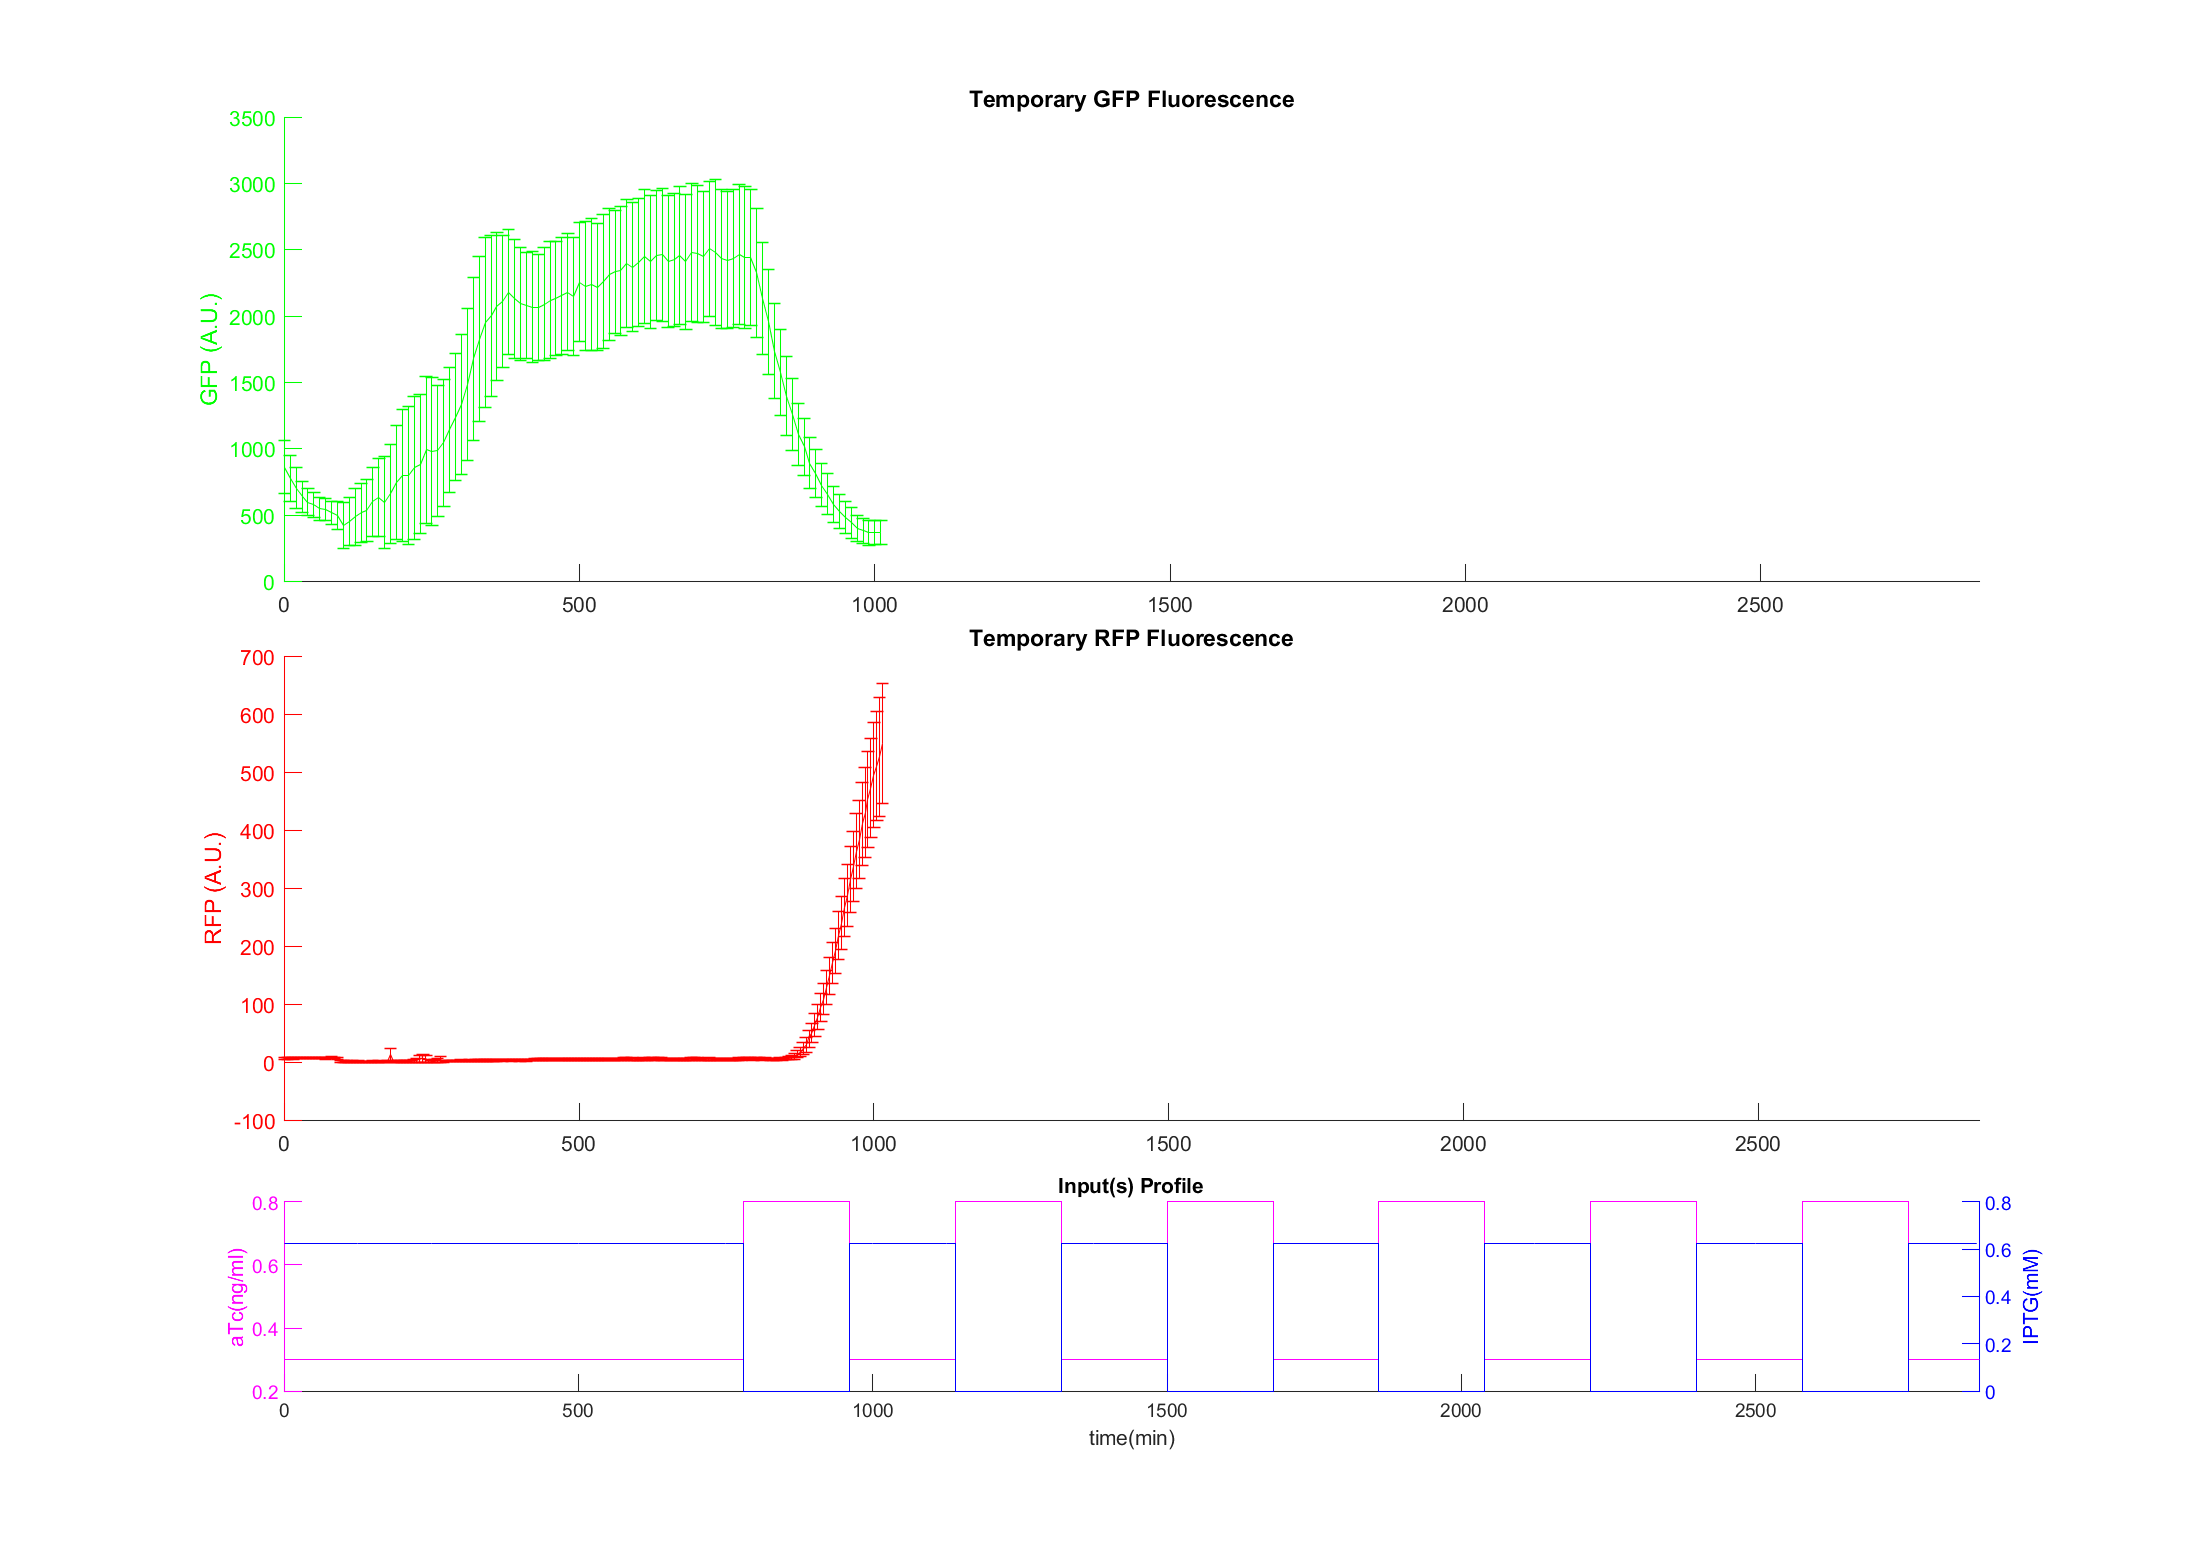 Temporary GFP Fluorescence
3500
3000
2500
2000
1500
1000
500
0
GFP (A.U.)
0 500 1000 1500 2000 2500
Temporary RFP Fluorescence
700
600
500
400
300
200
100
0
-100
RFP (A.U.)
0 500 1000 1500 2000 2500
Input(s) Profile
0.8
0.6
0.4
0.2
aTc(ng/ml)
0.8
0.6
0.4
0.2
0
IPTG(mM)
0 500 1000 1500 2000 2500
time(min)